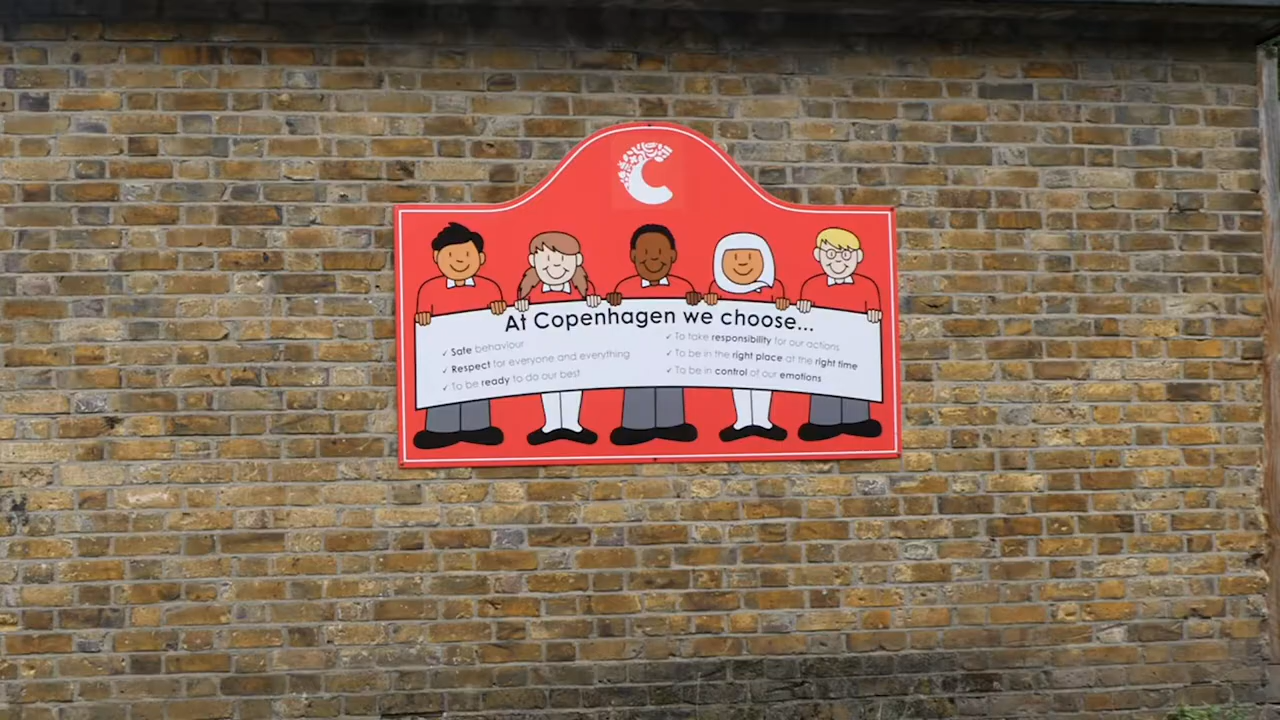 At Copenhagen we choose...
✓ Safe behaviour
✓ Respect for everyone and everything
✓ To be ready to do our best
✓ To take responsibility for our actions
✓ To be in the right place at the right time
✓ To be in control of our emotions